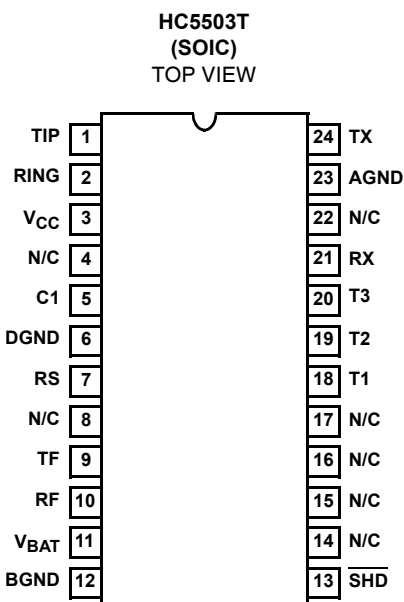 HC5503T
(SOIC)
TOP VIEW
TIP 1 24 TX
RING 2 23 AGND
VCC 3 22 N/C
N/C 4 21 RX
C1 5 20 T3
DGND 6 19 T2
RS 7 18 T1
N/C 8 17 N/C
TF 9 16 N/C
RF 10 15 N/C
VBAT 11 14 N/C
BGND 12 13 S̅H̅D̅